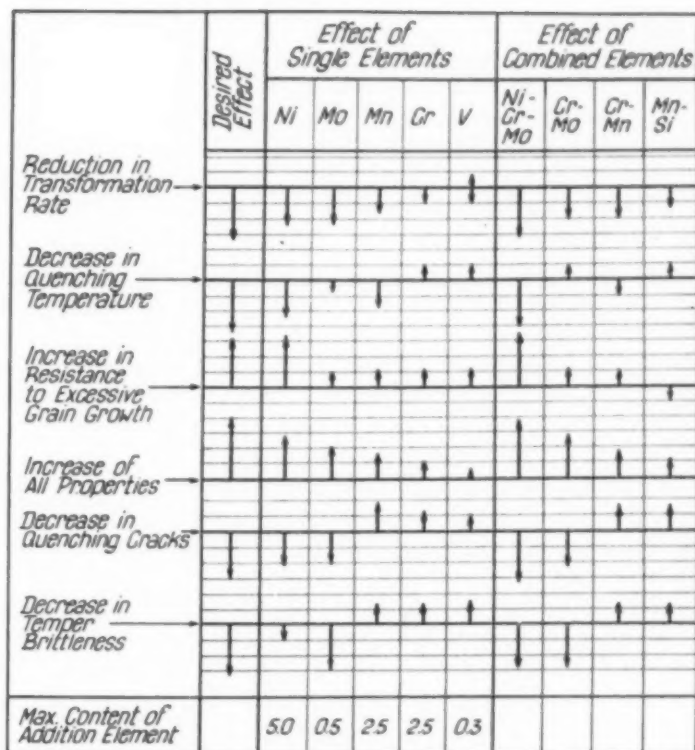 Desired
Effect
Effect of
Single Elements
Effect of
Combined Elements
Ni
Mo
Mn
Cr
V
Ni-
Cr-
Mo
Cr-
Mo
Cr-
Mn
Mn-
Si
Reduction in
Transformation
Rate
Decrease in
Quenching
Temperature
Increase in
Resistance
to Excessive
Grain Growth
Increase of
All Properties
Decrease in
Quenching Cracks
Decrease in
Temper
Brittleness
Max. Content of
Addition Element
5.0 0.5 2.5 2.5 0.3